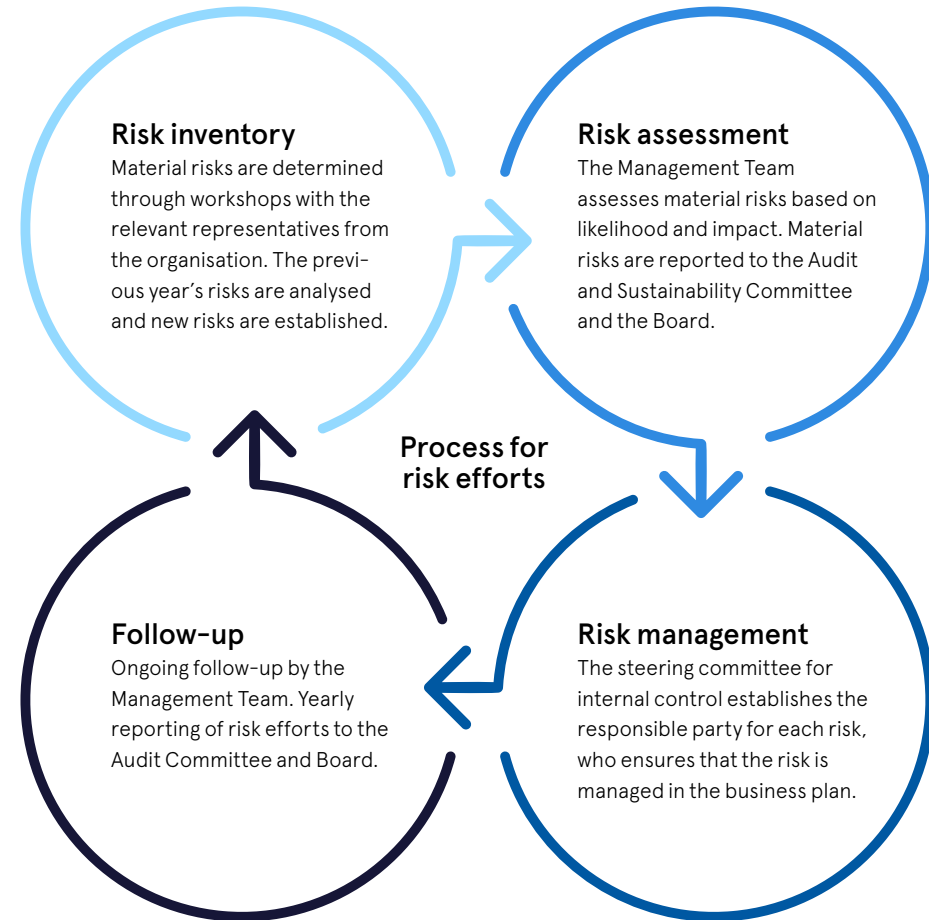 Risk inventory
Material risks are determined
through workshops with the
relevant representatives from
the organisation. The previ-
ous year's risks are analysed
and new risks are established.
Risk assessment
The Management Team
assesses material risks based on
likelihood and impact. Material
risks are reported to the Audit
and Sustainability Committee
and the Board.
Process for
risk efforts
Follow-up
Ongoing follow-up by the
Management Team. Yearly
reporting of risk efforts to the
Audit Committee and Board.
Risk management
The steering committee for
internal control establishes the
responsible party for each risk,
who ensures that the risk is
managed in the business plan.